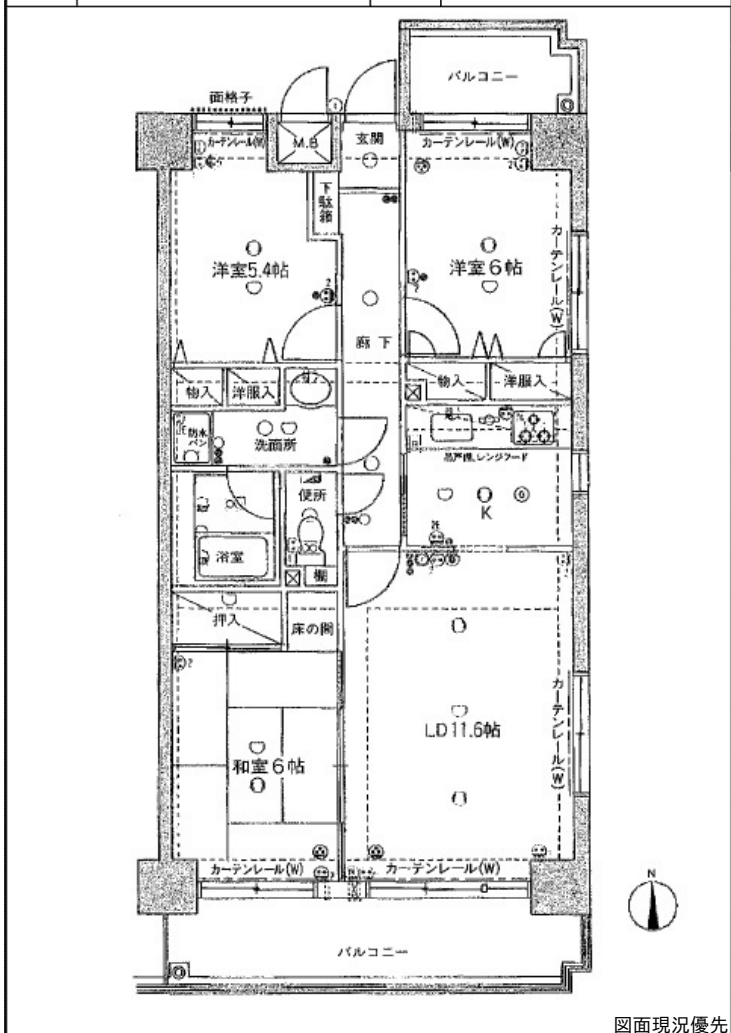 バルコニー
面格子
カーテンレール(W)
M.B
玄関
カーテンレール(W)
下駄箱
洋室5.4帖
洋室6帖
カーテンレール(W)
廊下
物入
洋服入
物入
洋服入
防水パン
洗面所
吊戸棚、レンジフード
K
便所
浴室
棚
押入
床の間
和室6帖
LD11.6帖
カーテンレール(W)
カーテンレール(W)
カーテンレール(W)
N
バルコニー
図面現況優先